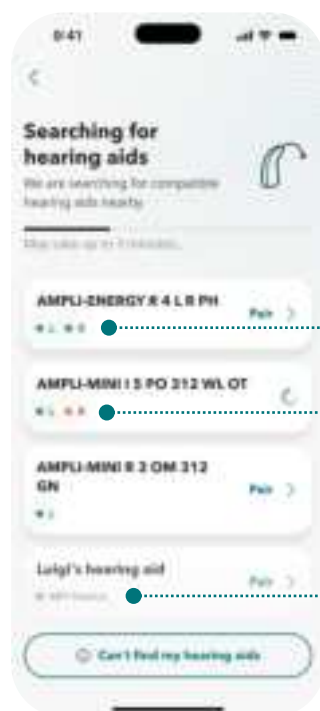 9:41
Searching for
hearing aids
We are searching for compatible
hearing aids nearby
May take up to 3 minutes.
AMPLI-ENERGY R 4 L R PH
Pair
L R
AMPLI-MINI I 5 PO 312 WL OT
L R
AMPLI-MINI R 2 OM 312
GN
Pair
L
Luigi's hearing aid
Pair
Can't find my hearing aids